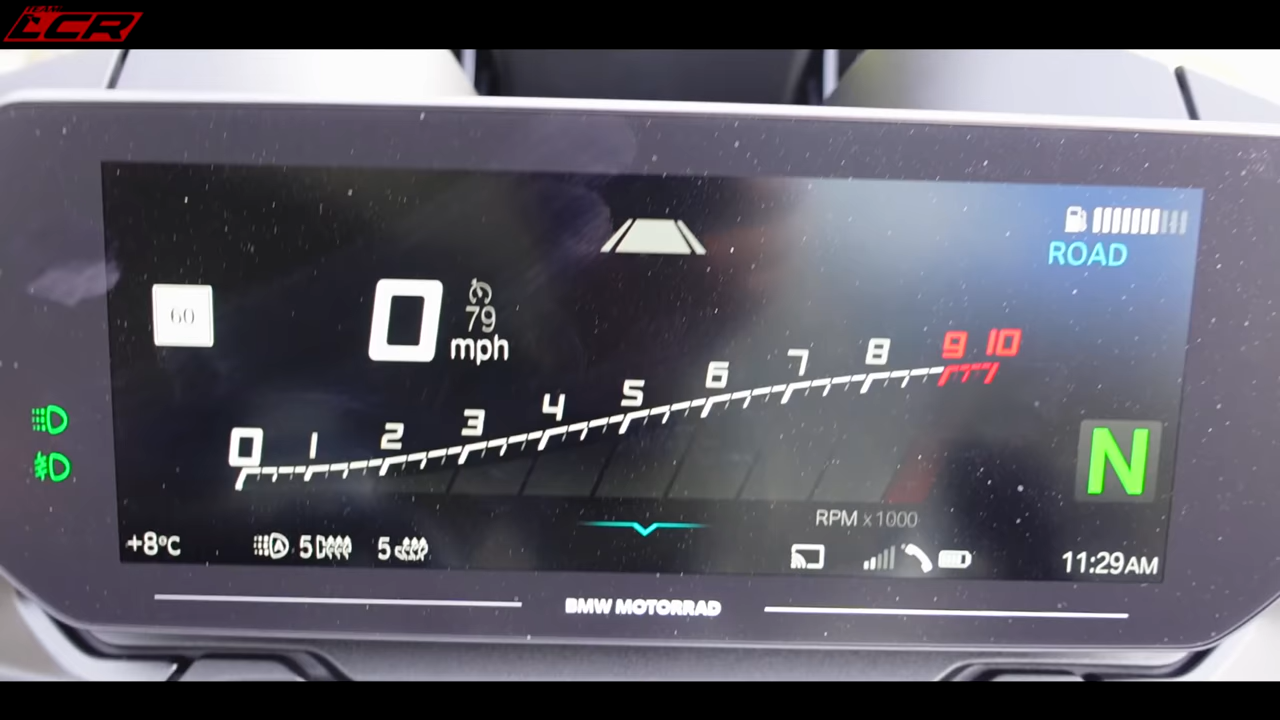 LCR
ROAD
60
0
79
mph
0 1 2 3 4 5 6 7 8 9 10
N
RPM x1000
+8°C
A 5 5
11:29AM
BMW MOTORRAD